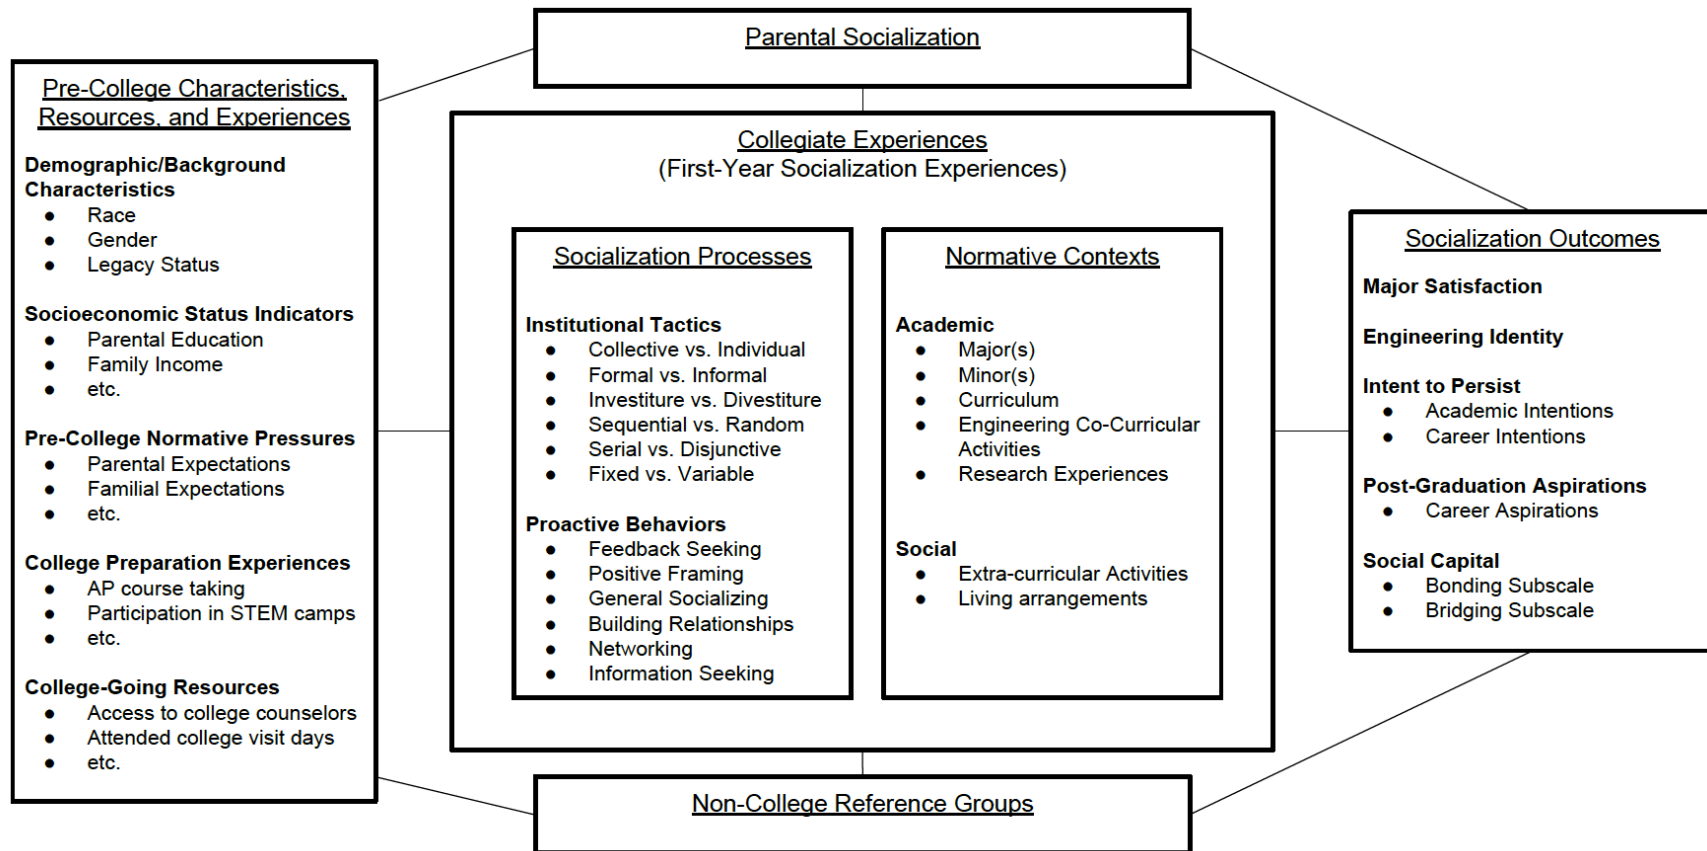 Parental Socialization
Pre-College Characteristics,
Resources, and Experiences
Demographic/Background
Characteristics
● Race
● Gender
● Legacy Status
Socioeconomic Status Indicators
● Parental Education
● Family Income
● etc.
Pre-College Normative Pressures
● Parental Expectations
● Familial Expectations
● etc.
College Preparation Experiences
● AP course taking
● Participation in STEM camps
● etc.
College-Going Resources
● Access to college counselors
● Attended college visit days
● etc.
Collegiate Experiences
(First-Year Socialization Experiences)
Socialization Processes
Institutional Tactics
● Collective vs. Individual
● Formal vs. Informal
● Investiture vs. Divestiture
● Sequential vs. Random
● Serial vs. Disjunctive
● Fixed vs. Variable
Proactive Behaviors
● Feedback Seeking
● Positive Framing
● General Socializing
● Building Relationships
● Networking
● Information Seeking
Normative Contexts
Academic
● Major(s)
● Minor(s)
● Curriculum
● Engineering Co-Curricular
Activities
● Research Experiences
Social
● Extra-curricular Activities
● Living arrangements
Socialization Outcomes
Major Satisfaction
Engineering Identity
Intent to Persist
● Academic Intentions
● Career Intentions
Post-Graduation Aspirations
● Career Aspirations
Social Capital
● Bonding Subscale
● Bridging Subscale
Non-College Reference Groups